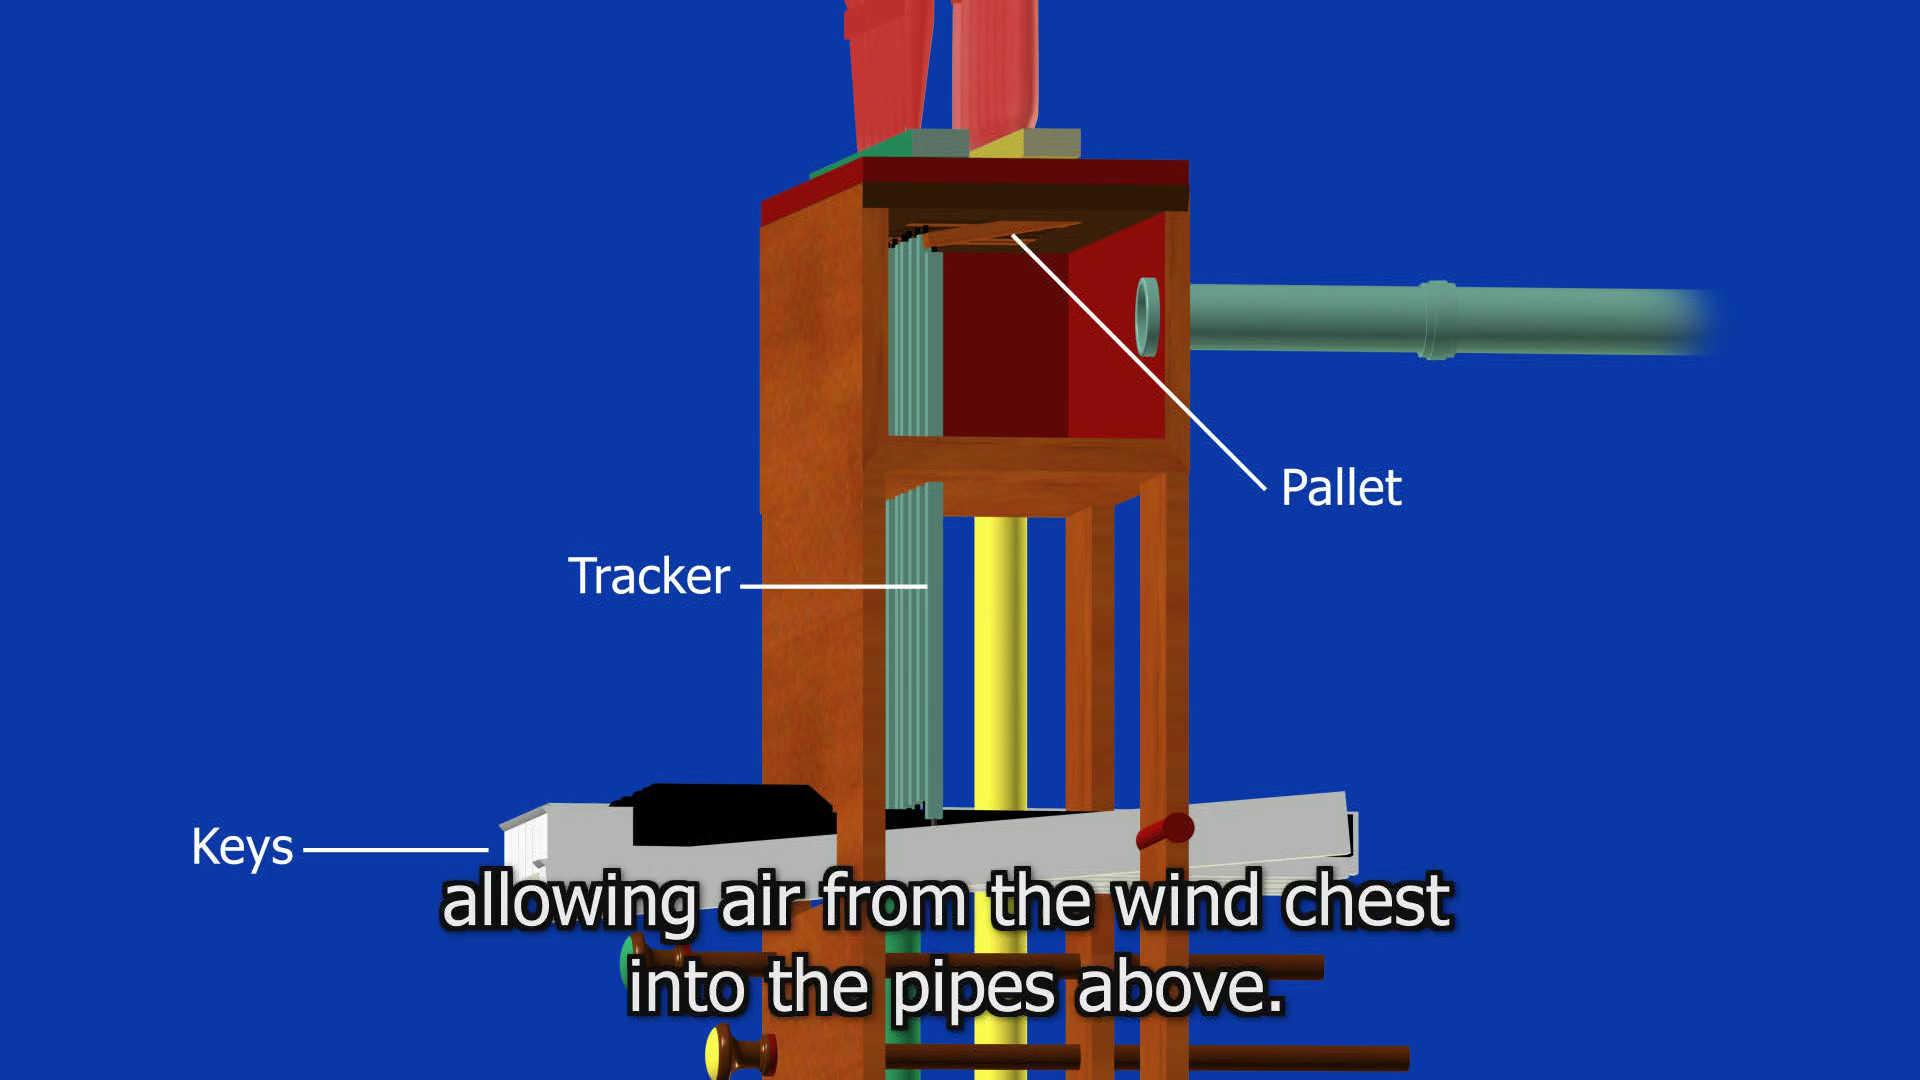 Pallet
Tracker
Keys
allowing air from the wind chest
into the pipes above.